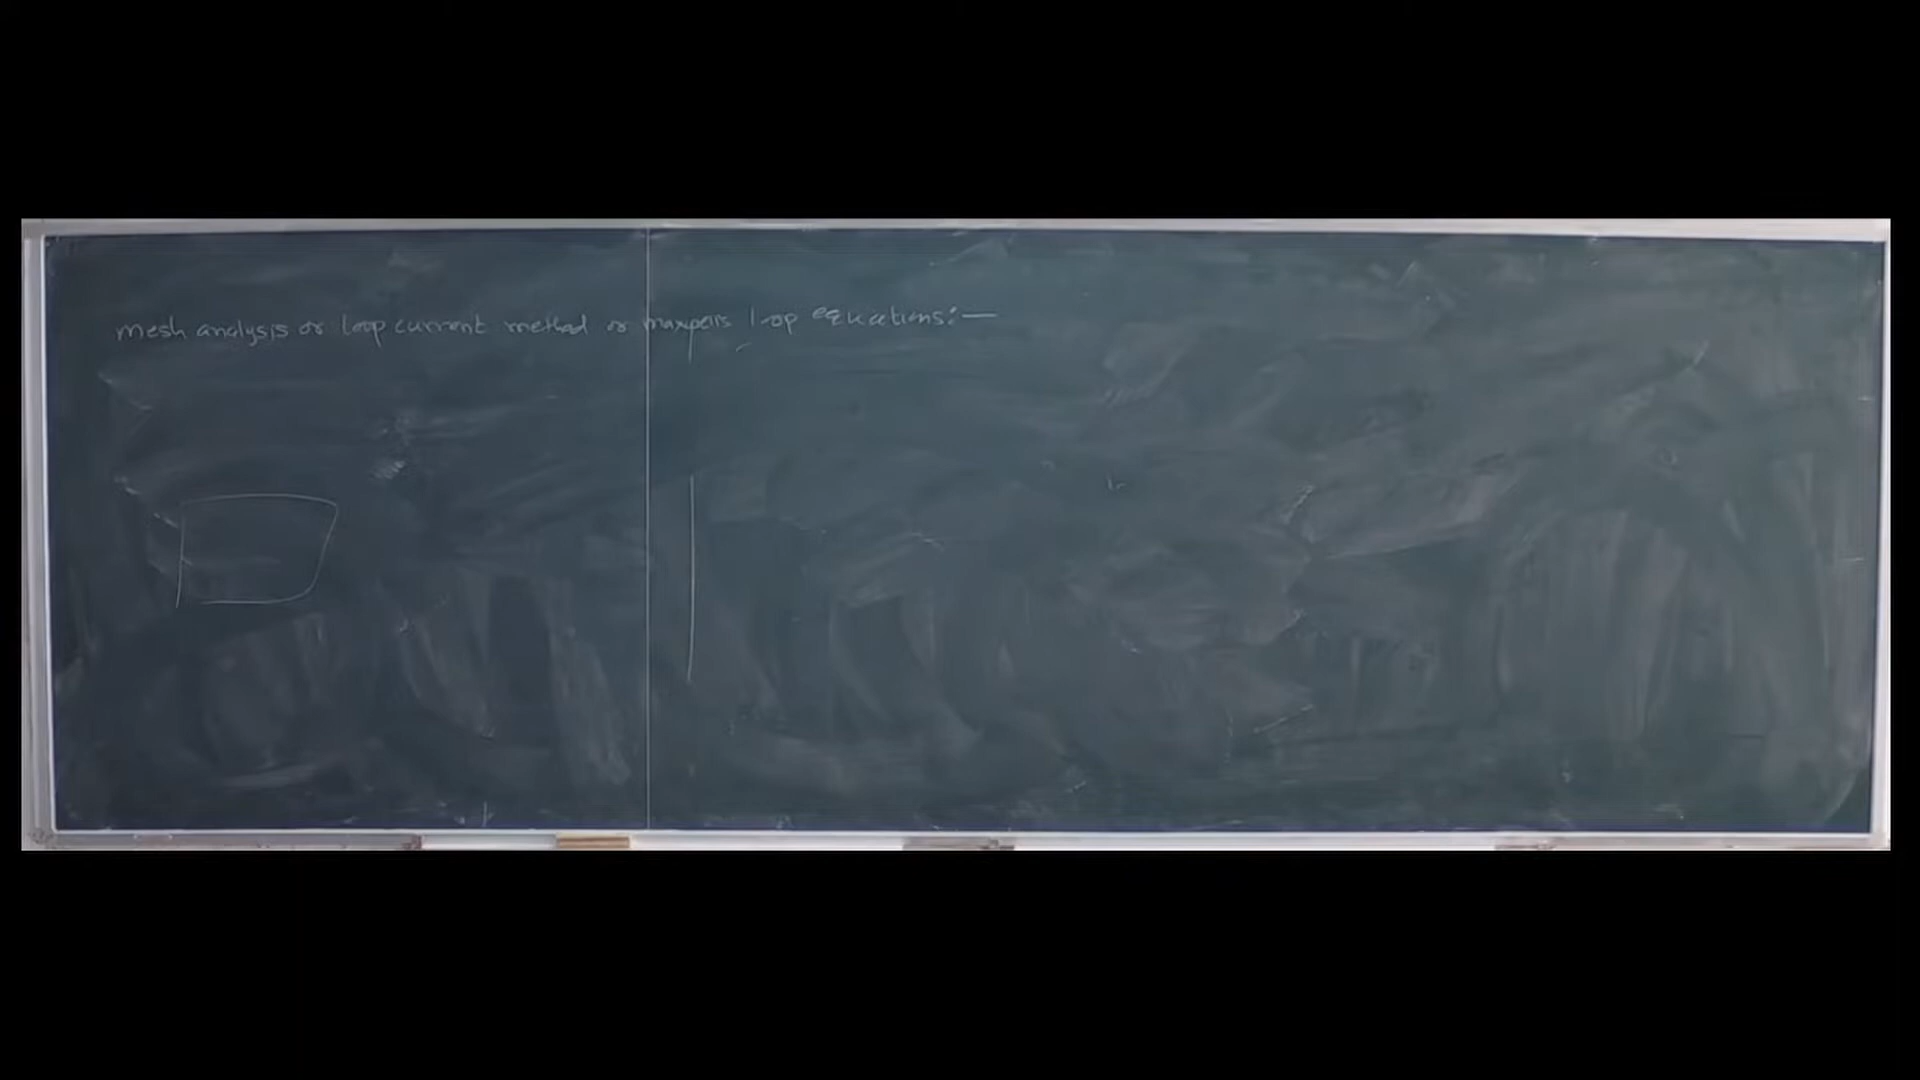 mesh analysis or loop current method or maxwells loop equations:—